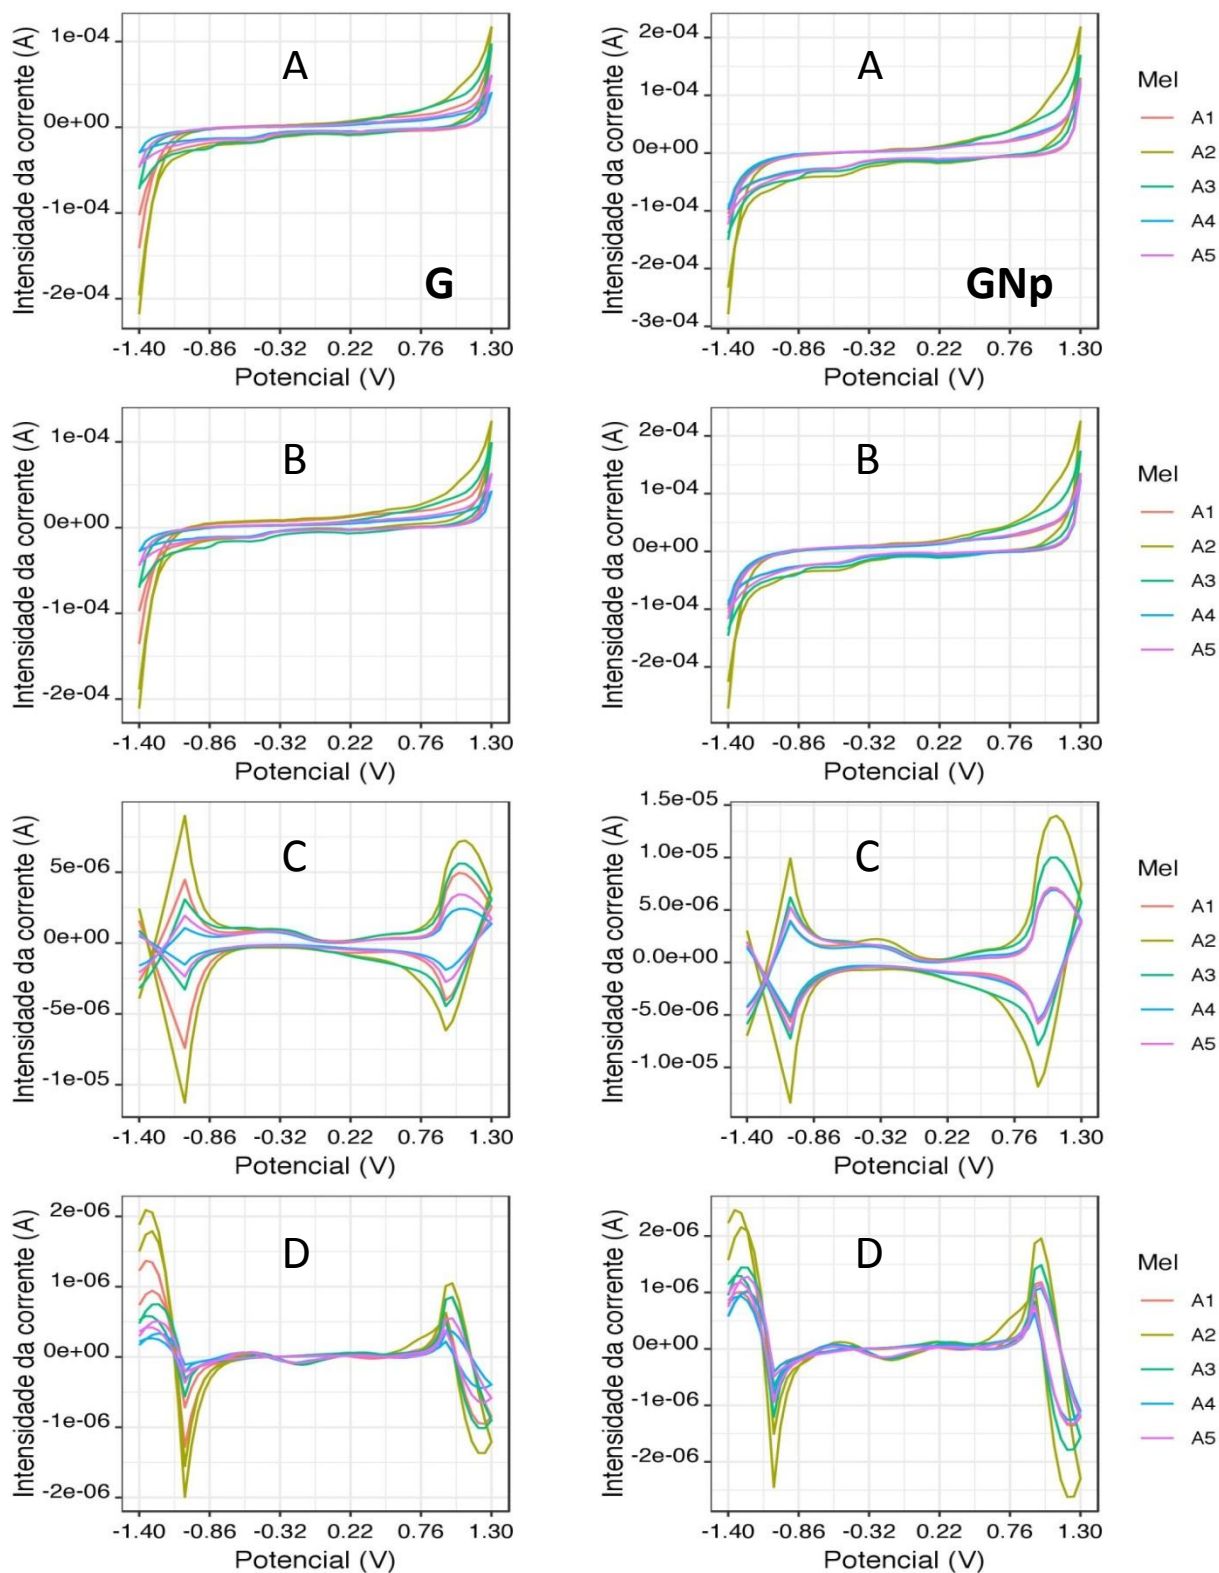 Intensidade da corrente (A)
1e-04
0e+00
-1e-04
-2e-04
A
G
-1.40 -0.86 -0.32 0.22 0.76 1.30
Potencial (V)
Intensidade da corrente (A)
2e-04
1e-04
0e+00
-1e-04
-2e-04
-3e-04
A
GNp
-1.40 -0.86 -0.32 0.22 0.76 1.30
Potencial (V)
Mel
A1
A2
A3
A4
A5
Intensidade da corrente (A)
1e-04
0e+00
-1e-04
-2e-04
B
-1.40 -0.86 -0.32 0.22 0.76 1.30
Potencial (V)
Intensidade da corrente (A)
2e-04
1e-04
0e+00
-1e-04
-2e-04
B
-1.40 -0.86 -0.32 0.22 0.76 1.30
Potencial (V)
Mel
A1
A2
A3
A4
A5
Intensidade da corrente (A)
5e-06
0e+00
-5e-06
-1e-05
C
-1.40 -0.86 -0.32 0.22 0.76 1.30
Potencial (V)
Intensidade da corrente (A)
1.5e-05
1.0e-05
5.0e-06
0.0e+00
-5.0e-06
-1.0e-05
C
-1.40 -0.86 -0.32 0.22 0.76 1.30
Potencial (V)
Mel
A1
A2
A3
A4
A5
Intensidade da corrente (A)
2e-06
1e-06
0e+00
-1e-06
-2e-06
D
-1.40 -0.86 -0.32 0.22 0.76 1.30
Potencial (V)
Intensidade da corrente (A)
2e-06
1e-06
0e+00
-1e-06
-2e-06
D
-1.40 -0.86 -0.32 0.22 0.76 1.30
Potencial (V)
Mel
A1
A2
A3
A4
A5